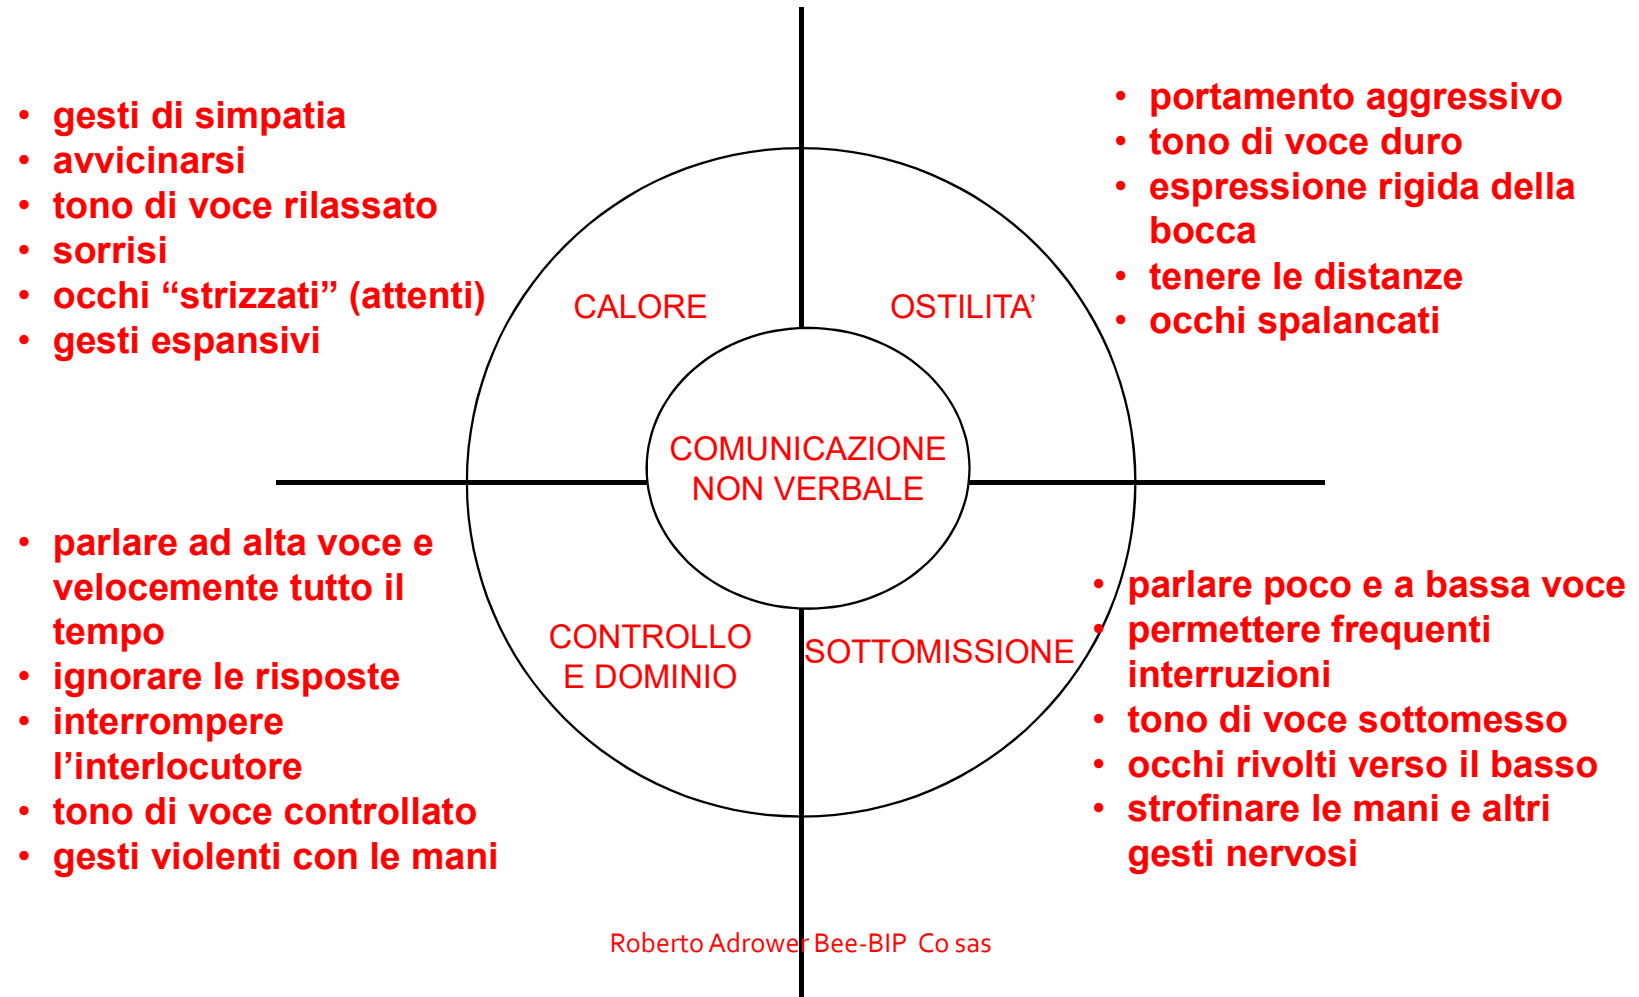 • gesti di simpatia
• avvicinarsi
• tono di voce rilassato
• sorrisi
• occhi “strizzati” (attenti)
• gesti espansivi
• portamento aggressivo
• tono di voce duro
• espressione rigida della
bocca
• tenere le distanze
• occhi spalancati
CALORE
OSTILITA’
COMUNICAZIONE
NON VERBALE
CONTROLLO
E DOMINIO
SOTTOMISSIONE
• parlare ad alta voce e
velocemente tutto il
tempo
• ignorare le risposte
• interrompere
l’interlocutore
• tono di voce controllato
• gesti violenti con le mani
• parlare poco e a bassa voce
• permettere frequenti
interruzioni
• tono di voce sottomesso
• occhi rivolti verso il basso
• strofinare le mani e altri
gesti nervosi
Roberto Adrower Bee-BIP Co sas